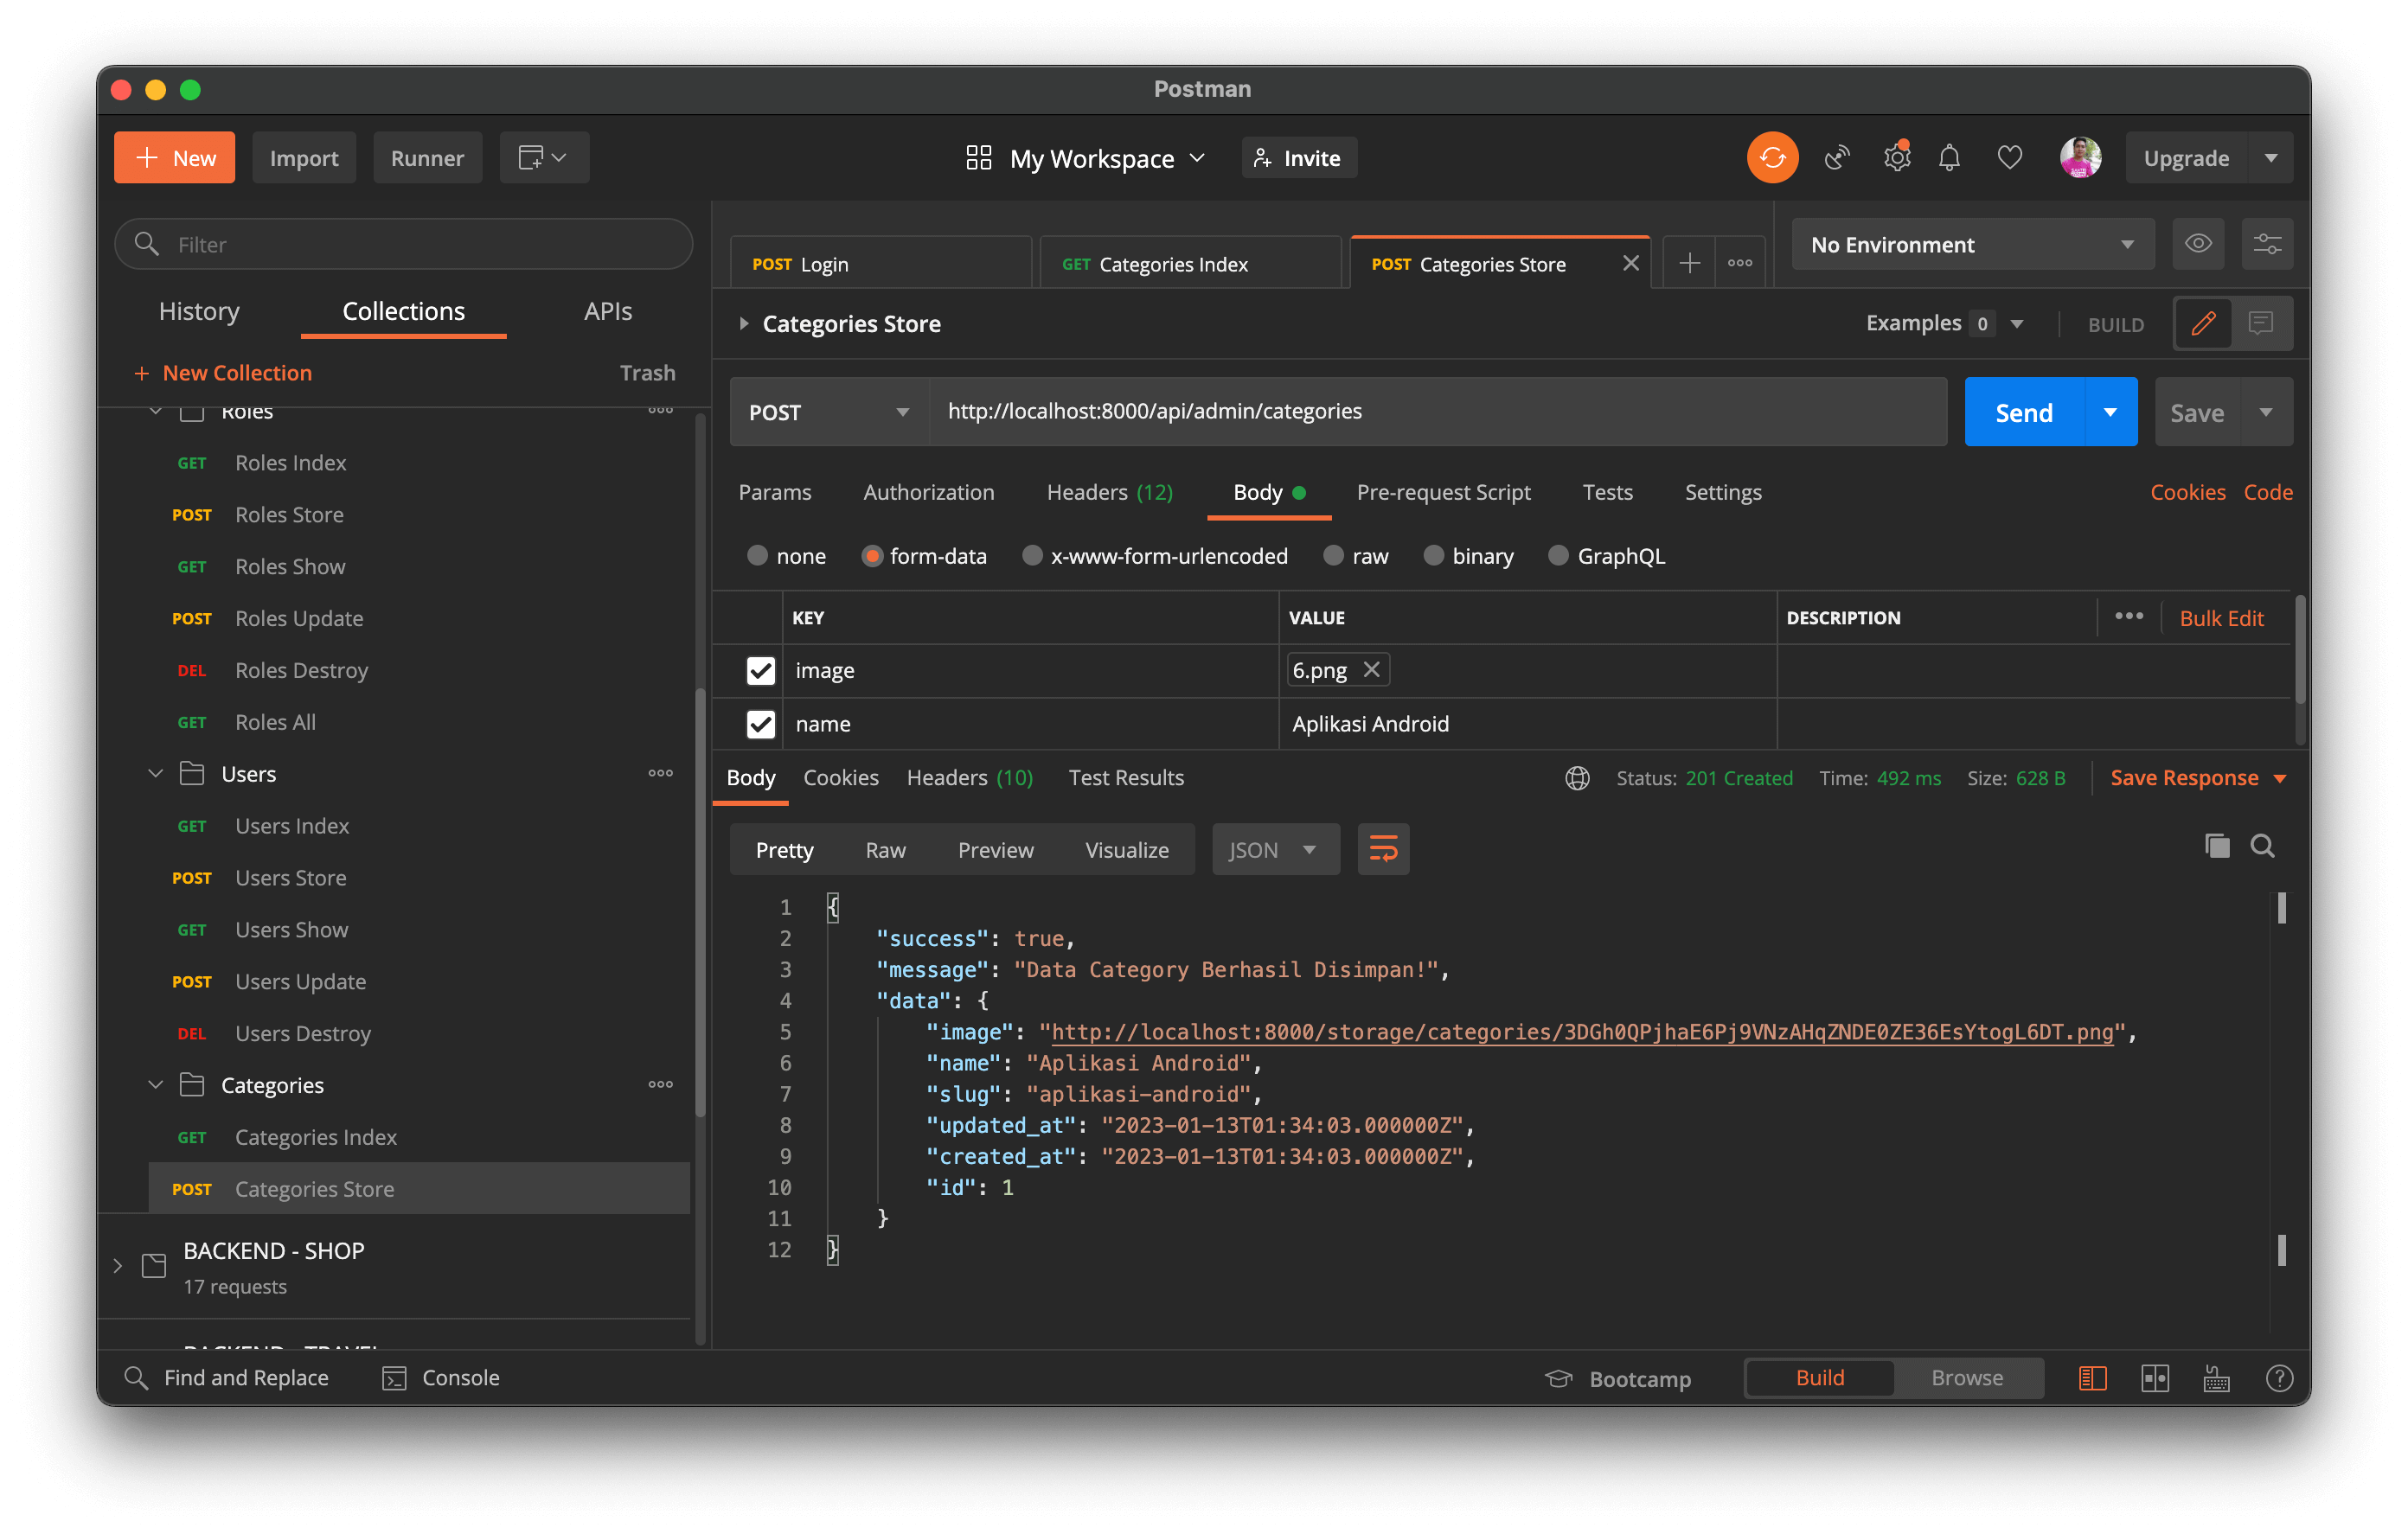 Postman
New Import Runner My Workspace Invite Upgrade
Filter
History Collections APIs
New Collection Trash
Roles
GET Roles Index
POST Roles Store
GET Roles Show
POST Roles Update
DEL Roles Destroy
GET Roles All
Users
GET Users Index
POST Users Store
GET Users Show
POST Users Update
DEL Users Destroy
Categories
GET Categories Index
POST Categories Store
BACKEND - SHOP
17 requests
BACKEND - TRAVEL
POST Login GET Categories Index POST Categories Store No Environment
Categories Store Examples 0 BUILD
POST http://localhost:8000/api/admin/categories Send Save
Params Authorization Headers (12) Body Pre-request Script Tests Settings Cookies Code
none form-data x-www-form-urlencoded raw binary GraphQL
KEY VALUE DESCRIPTION Bulk Edit
image 6.png
name Aplikasi Android
Body Cookies Headers (10) Test Results Status: 201 Created Time: 492 ms Size: 628 B Save Response
Pretty Raw Preview Visualize JSON
1 {
2 "success": true,
3 "message": "Data Category Berhasil Disimpan!",
4 "data": {
5 "image": "http://localhost:8000/storage/categories/3DGh0QPjhaE6Pj9VNzAHqZNDE0ZE36EsYtogL6DT.png",
6 "name": "Aplikasi Android",
7 "slug": "aplikasi-android",
8 "updated_at": "2023-01-13T01:34:03.000000Z",
9 "created_at": "2023-01-13T01:34:03.000000Z",
10 "id": 1
11 }
12 }
Find and Replace Console Bootcamp Build Browse